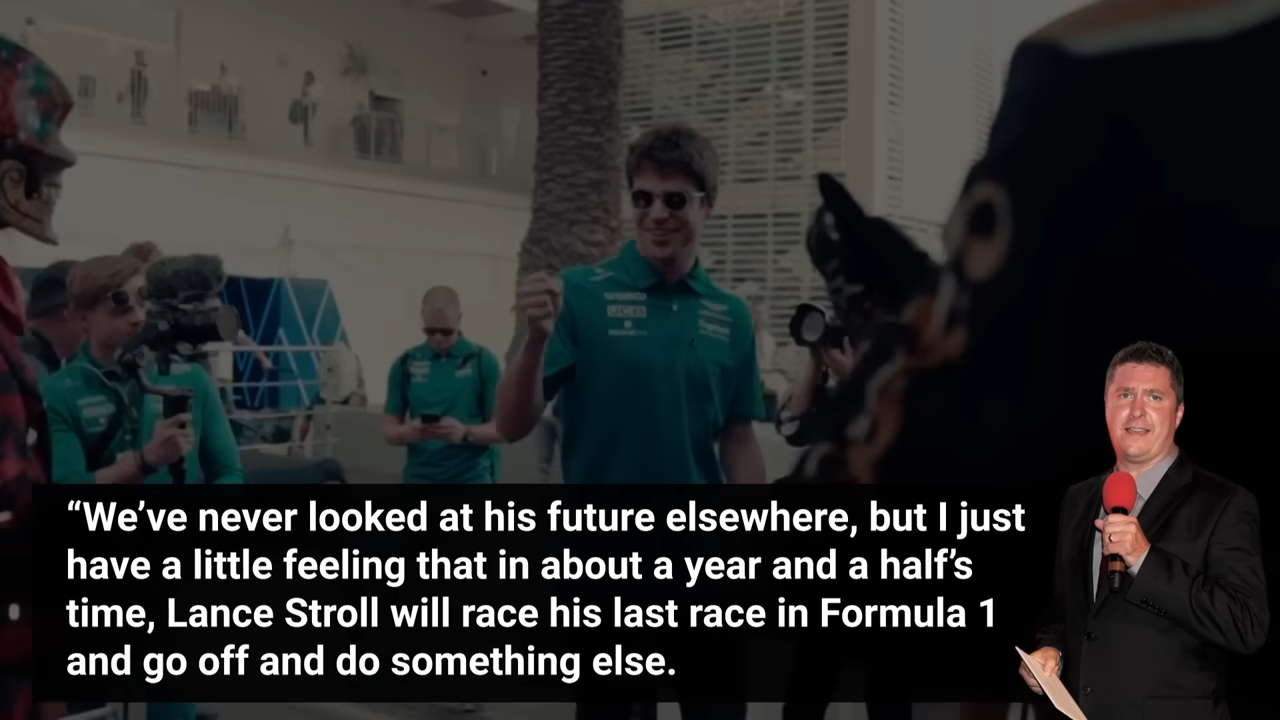 “We’ve never looked at his future elsewhere, but I just
have a little feeling that in about a year and a half’s
time, Lance Stroll will race his last race in Formula 1
and go off and do something else.
JCB